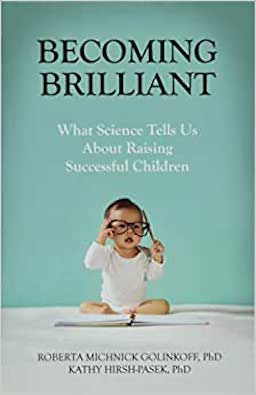 BECOMING
BRILLIANT
What Science Tells Us
About Raising
Successful Children
ROBERTA MICHNICK GOLINKOFF, PhD
KATHY HIRSH-PASEK, PhD